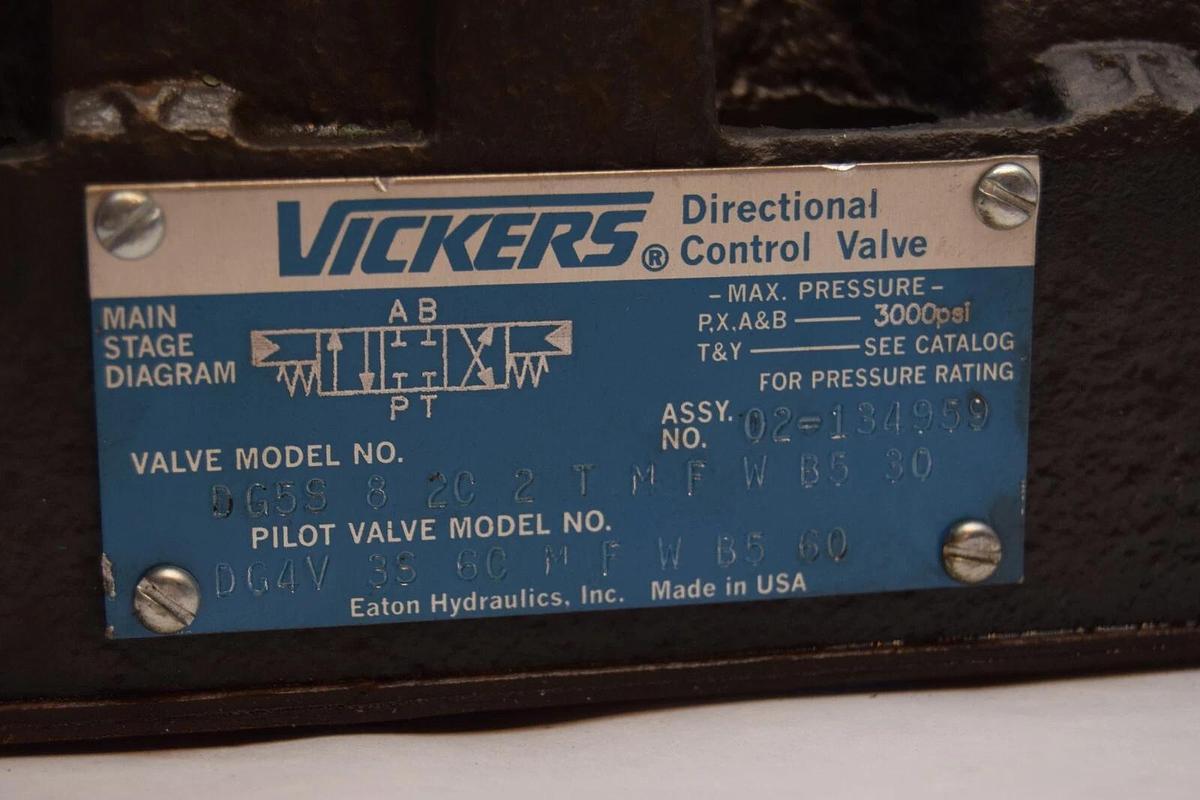 VICKERS® Directional
Control Valve
MAIN
STAGE
DIAGRAM
A B
P T
- MAX. PRESSURE -
P,X,A&B 3000psi
T&Y SEE CATALOG
FOR PRESSURE RATING
ASSY.
NO. 02-134959
VALVE MODEL NO.
DG5S 8 2C 2 T M F W B5 30
PILOT VALVE MODEL NO.
DG4V 3S 6C M F W B5 60
Eaton Hydraulics, Inc. Made in USA